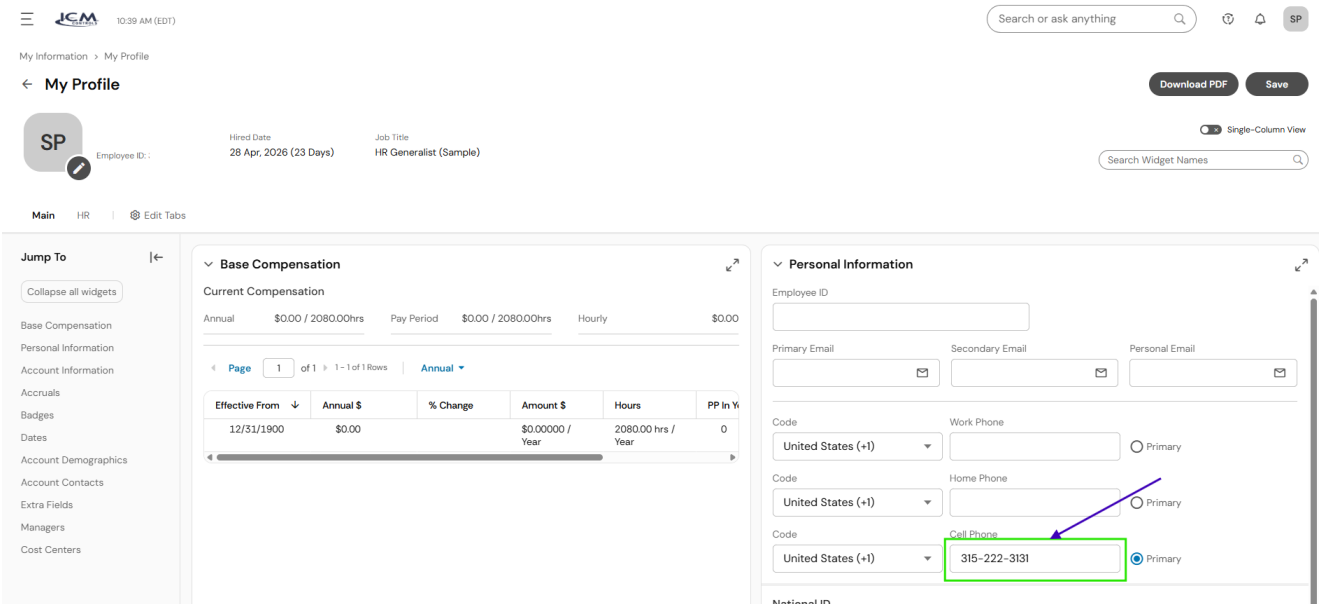 ICM CONTROLS 10:39 AM (EDT) Search or ask anything SP
My Information > My Profile
← My Profile Download PDF Save
SP
Employee ID:
Hired Date
28 Apr, 2026 (23 Days)
Job Title
HR Generalist (Sample)
Single-Column View
Search Widget Names
Main HR Edit Tabs
Jump To
Collapse all widgets
Base Compensation
Personal Information
Account Information
Accruals
Badges
Dates
Account Demographics
Account Contacts
Extra Fields
Managers
Cost Centers
Base Compensation
Current Compensation
Annual $0.00 / 2080.00hrs Pay Period $0.00 / 2080.00hrs Hourly $0.00
Page 1 of 1 1 - 1 of 1 Rows Annual
Effective From ↓ Annual $ % Change Amount $ Hours PP In Y
12/31/1900 $0.00 $0.00000 / Year 2080.00 hrs / Year 0
Personal Information
Employee ID
Primary Email Secondary Email Personal Email
Code Work Phone
United States (+1) Primary
Code Home Phone
United States (+1) Primary
Code Cell Phone
United States (+1) 315-222-3131 Primary
National ID